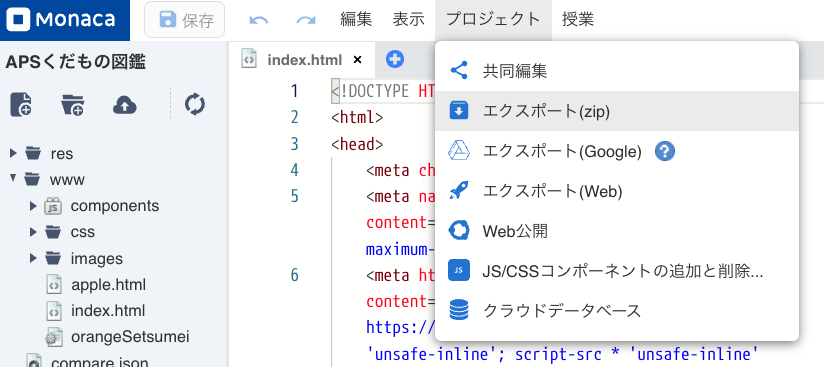 Monaca 保存 編集 表示 プロジェクト 授業
APSくだもの図鑑
res
www
components
css
images
apple.html
index.html
orangeSetsumei
compare.json
index.html ×
1 <!DOCTYPE HT
2 <html>
3 <head>
4 <meta ch
5 <meta na
content=
maximum-
6 <meta ht
content=
https://
'unsafe-inline'; script-src * 'unsafe-inline'
共同編集
エクスポート(zip)
エクスポート(Google) ?
エクスポート(Web)
Web公開
JS JS/CSSコンポーネントの追加と削除...
クラウドデータベース